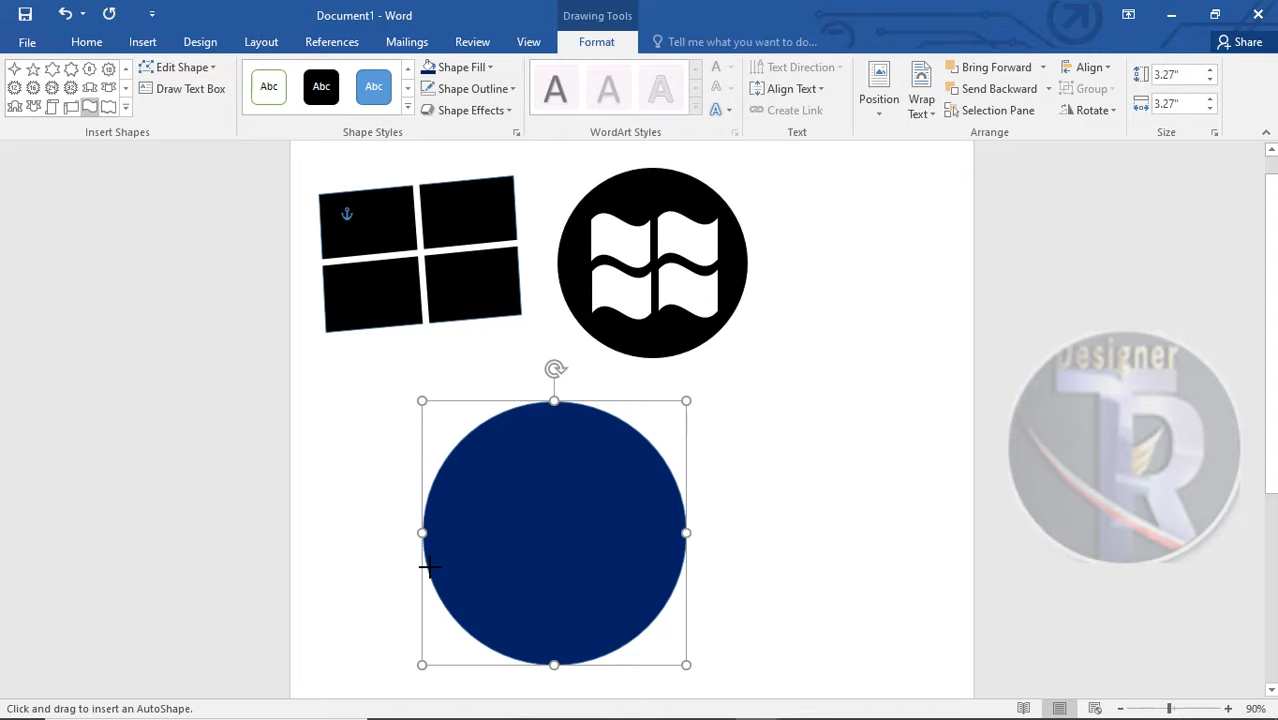 Document1 - Word
Drawing Tools
File
Home
Insert
Design
Layout
References
Mailings
Review
View
Format
Tell me what you want to do...
Share
Edit Shape
Draw Text Box
Insert Shapes
Abc
Abc
Abc
Shape Fill
Shape Outline
Shape Effects
Shape Styles
A
A
A
WordArt Styles
Text Direction
Align Text
Create Link
Text
Position
Wrap
Text
Bring Forward
Send Backward
Selection Pane
Align
Group
Rotate
Arrange
3.27"
3.27"
Size
Designer
TR
Click and drag to insert an AutoShape.
90%